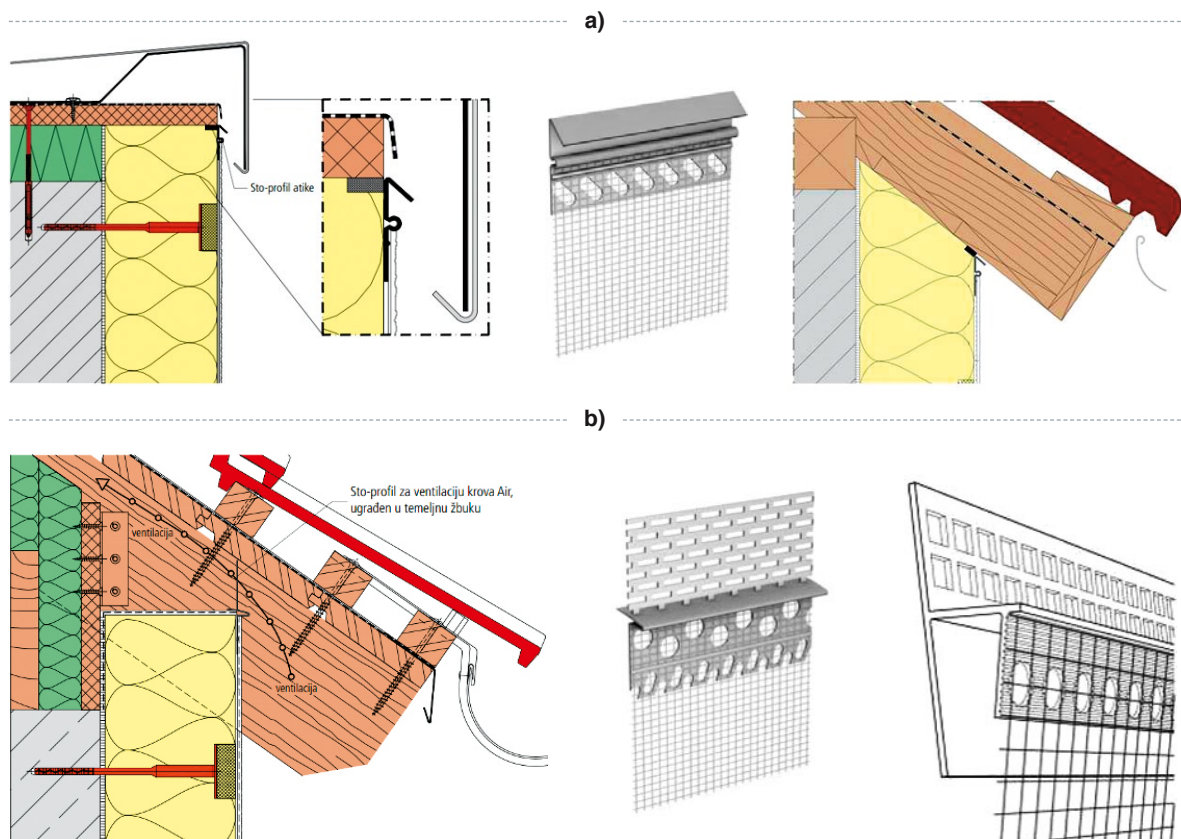 a)
Sto-profil atike
b)
Sto-profil za ventilaciju krova Air,
ugrađen u temeljnu žbuku
ventilacija
ventilacija